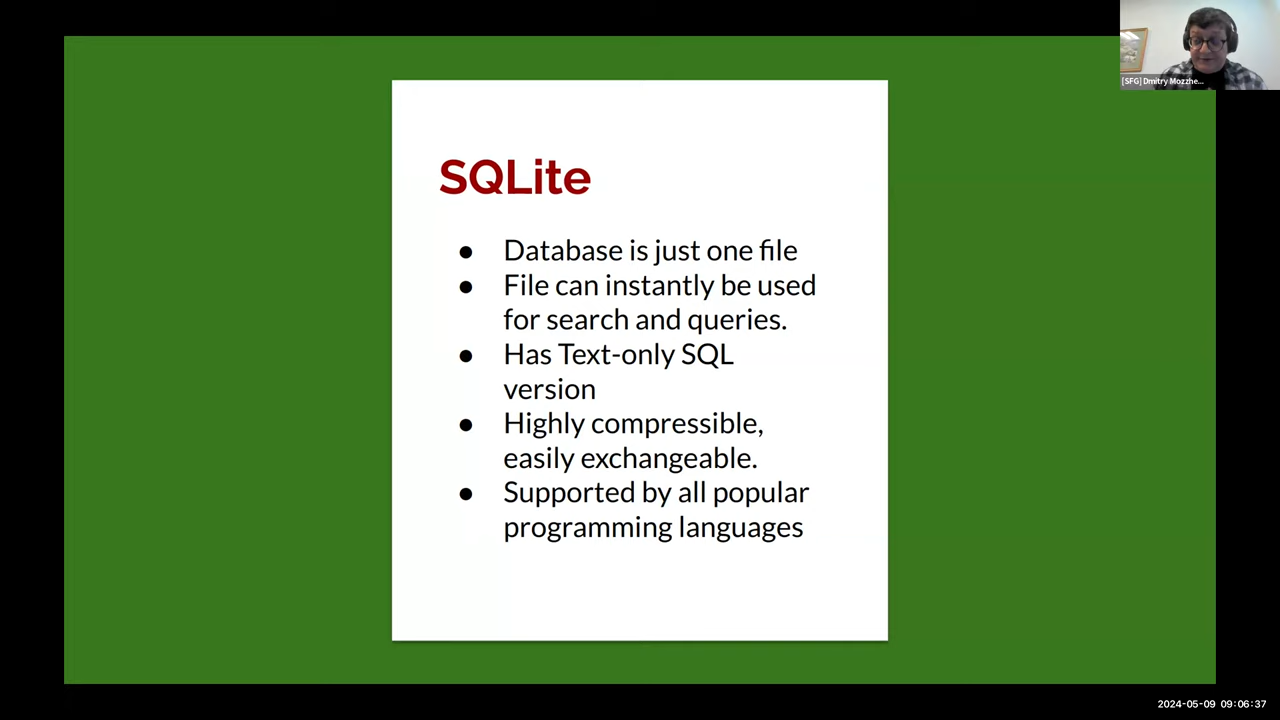 [SFG] Dmitry Mozzhe...
SQLite
● Database is just one file
● File can instantly be used
for search and queries.
● Has Text-only SQL
version
● Highly compressible,
easily exchangeable.
● Supported by all popular
programming languages
2024-05-09 09:06:37